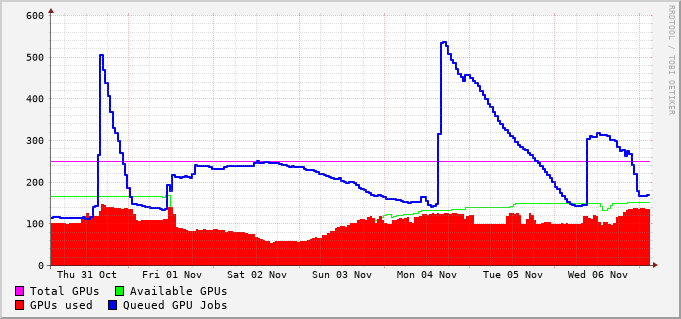 600
500
400
300
200
100
0
Thu 31 Oct Fri 01 Nov Sat 02 Nov Sun 03 Nov Mon 04 Nov Tue 05 Nov Wed 06 Nov
Total GPUs Available GPUs
GPUs used Queued GPU Jobs
RRDTOOL / TOBI OETIKER